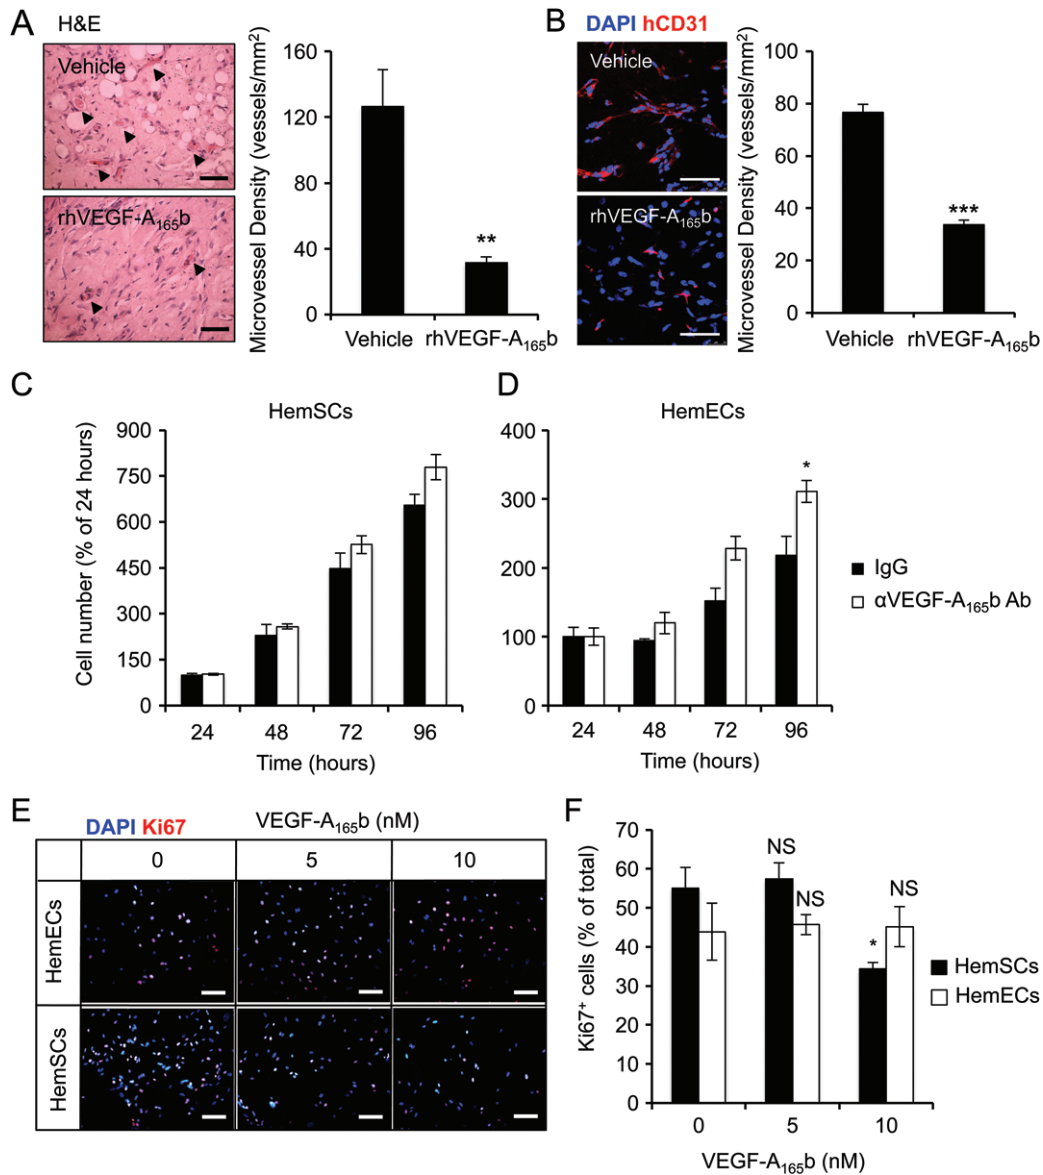 A
H&E
Vehicle
rhVEGF-A₁₆₅b
Microvessel Density (vessels/mm²)
160
120
80
40
0
**
Vehicle
rhVEGF-A₁₆₅b
B
DAPI hCD31
Vehicle
rhVEGF-A₁₆₅b
Microvessel Density (vessels/mm²)
100
80
60
40
20
0
***
Vehicle
rhVEGF-A₁₆₅b
C
HemSCs
Cell number (% of 24 hours)
900
750
600
450
300
150
0
24 48 72 96
Time (hours)
D
HemECs
400
300
200
100
0
*
24 48 72 96
Time (hours)
IgG
αVEGF-A₁₆₅b Ab
E
DAPI Ki67
VEGF-A₁₆₅b (nM)
0 5 10
HemECs
HemSCs
F
Ki67⁺ cells (% of total)
70
60
50
40
30
20
10
0
NS
NS
*
NS
0 5 10
VEGF-A₁₆₅b (nM)
HemSCs
HemECs